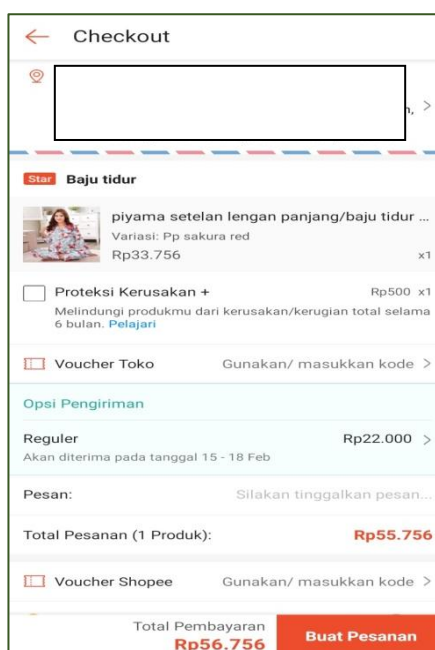 Checkout
n,
Star Baju tidur
piyama setelan lengan panjang/baju tidur ...
Variasi: Pp sakura red
Rp33.756 x1
Proteksi Kerusakan + Rp500 x1
Melindungi produkmu dari kerusakan/kerugian total selama
6 bulan. Pelajari
Voucher Toko Gunakan/ masukkan kode
Opsi Pengiriman
Reguler Rp22.000
Akan diterima pada tanggal 15 - 18 Feb
Pesan: Silakan tinggalkan pesan...
Total Pesanan (1 Produk): Rp55.756
Voucher Shopee Gunakan/ masukkan kode
Total Pembayaran
Rp56.756 Buat Pesanan